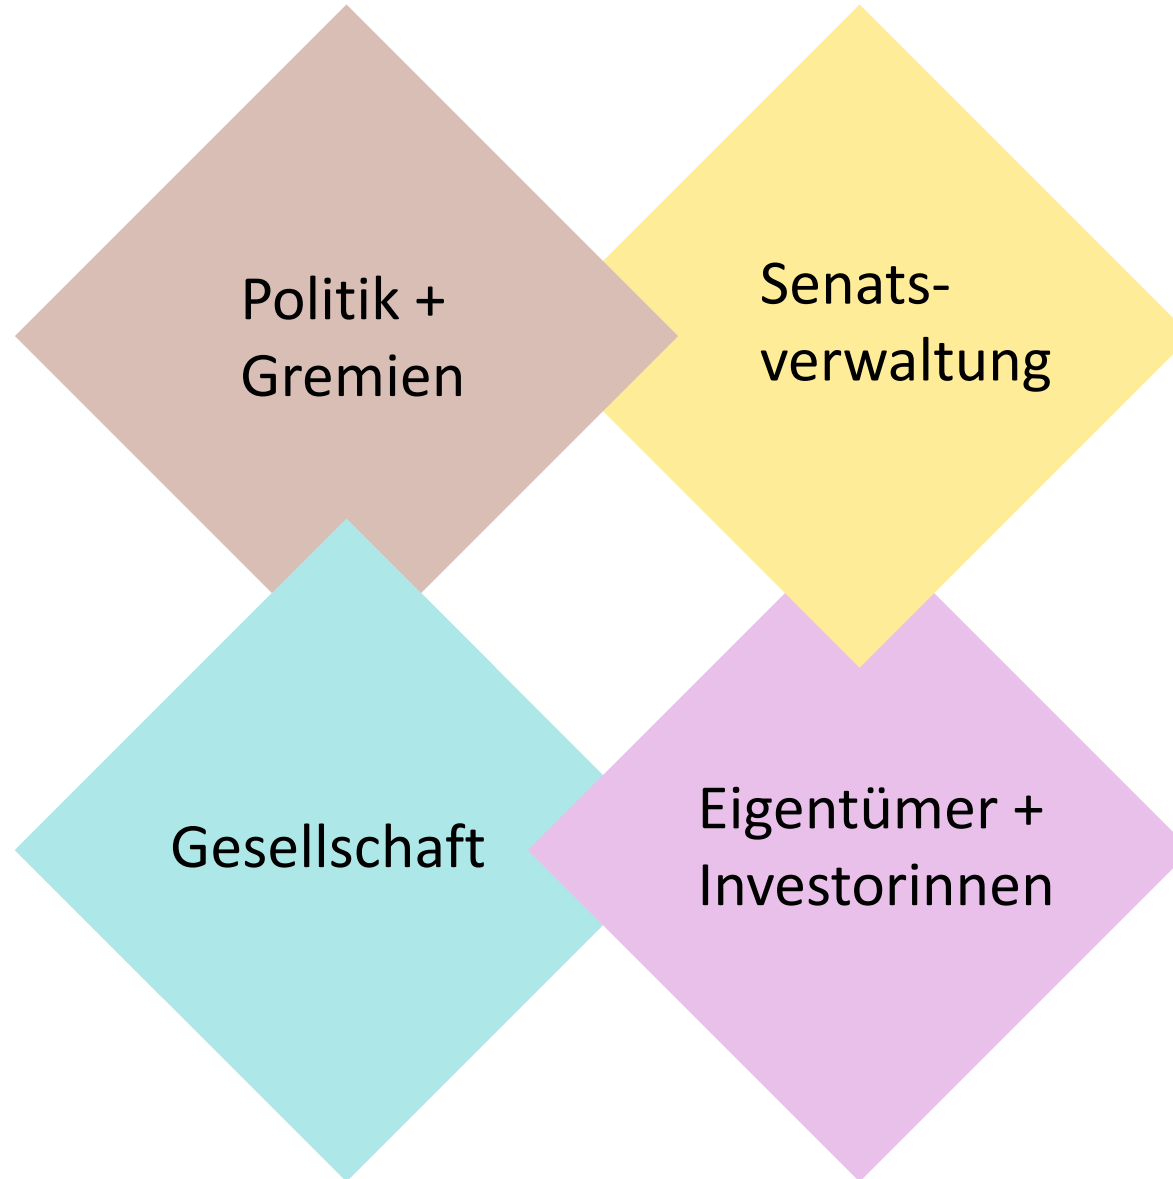 Politik +
Gremien
Senats-
verwaltung
Gesellschaft
Eigentümer +
Investorinnen